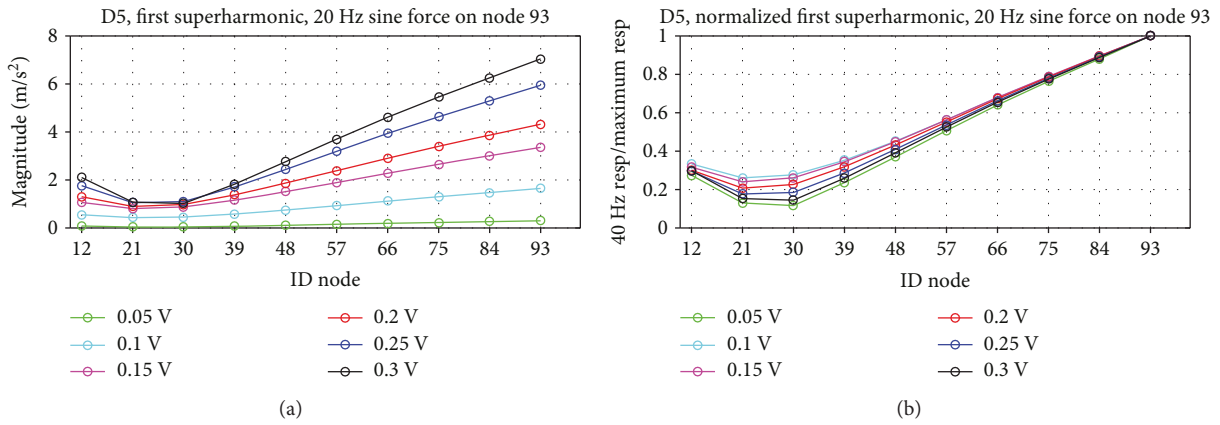 D5, first superharmonic, 20 Hz sine force on node 93
Magnitude (m/s²)
8
6
4
2
0
12 21 30 39 48 57 66 75 84 93
ID node
0.05 V
0.1 V
0.15 V
0.2 V
0.25 V
0.3 V
(a)
D5, normalized first superharmonic, 20 Hz sine force on node 93
40 Hz resp/maximum resp
1
0.8
0.6
0.4
0.2
0
12 21 30 39 48 57 66 75 84 93
ID node
0.05 V
0.1 V
0.15 V
0.2 V
0.25 V
0.3 V
(b)